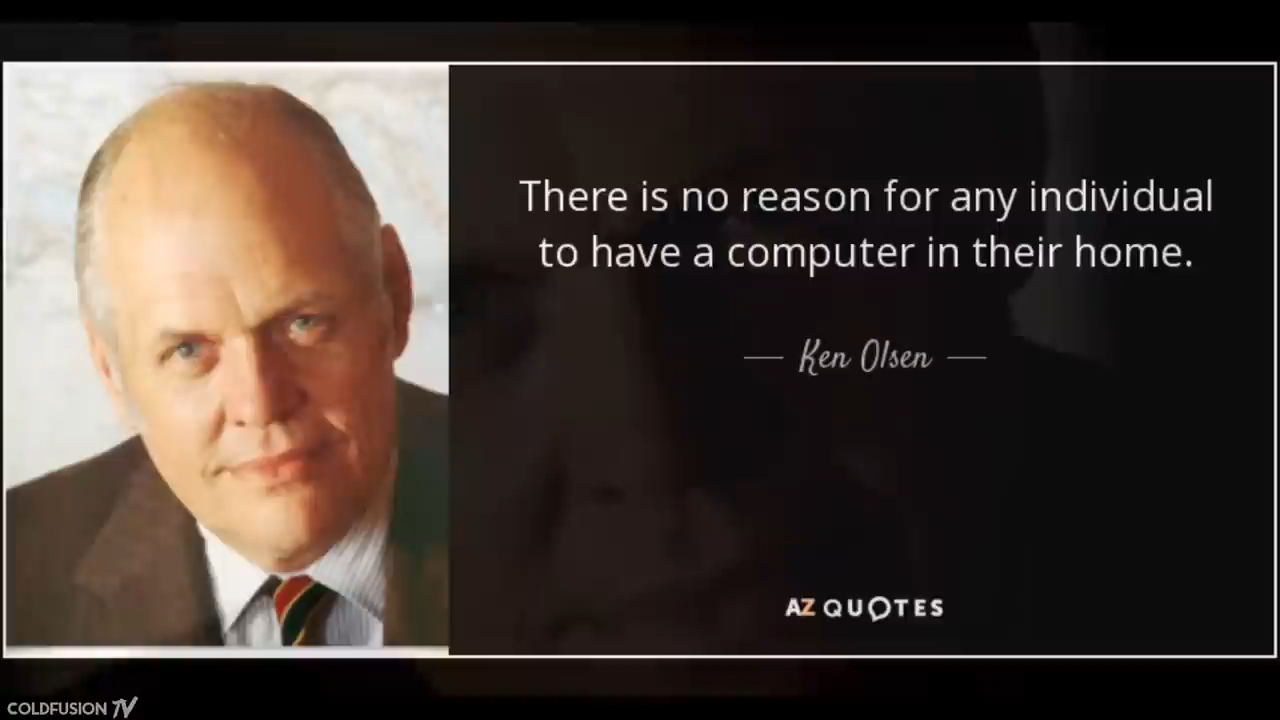 There is no reason for any individual
to have a computer in their home.
Ken Olsen
AZ QUOTES
COLDFUSION TV